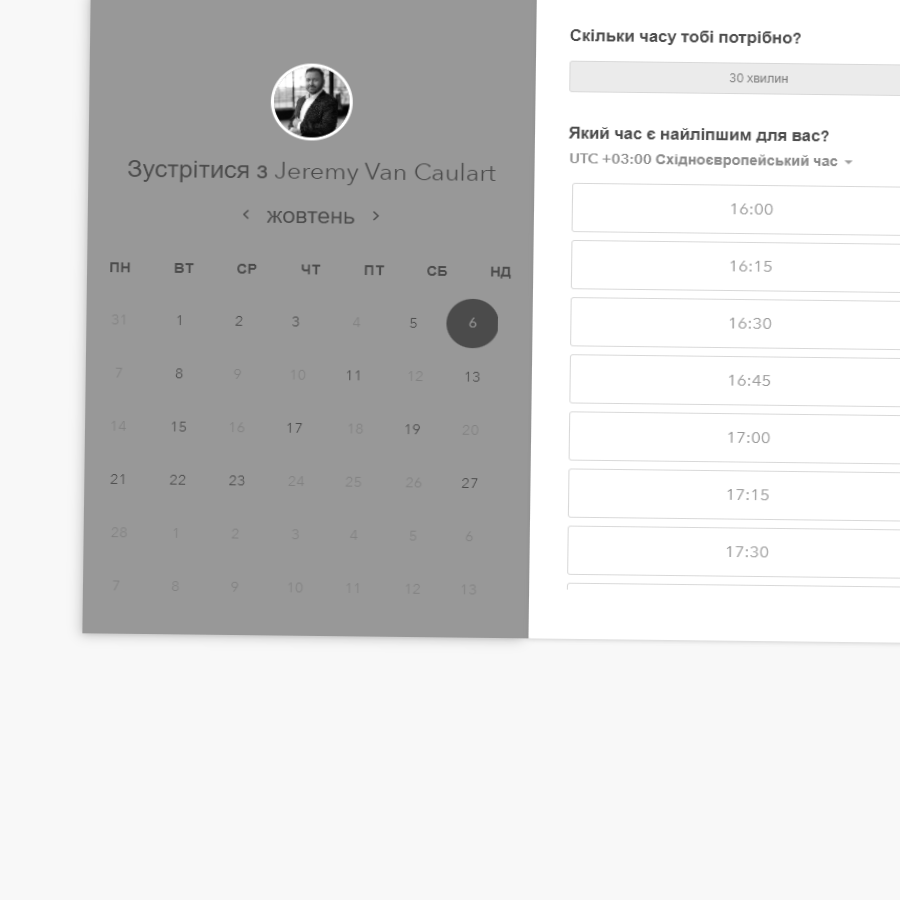 Зустрітися з Jeremy Van Caulart
жовтень
ПН ВТ СР ЧТ ПТ СБ НД
31 1 2 3 4 5 6
7 8 9 10 11 12 13
14 15 16 17 18 19 20
21 22 23 24 25 26 27
28 1 2 3 4 5 6
7 8 9 10 11 12 13
Скільки часу тобі потрібно?
30 хвилин
Який час є найліпшим для вас?
UTC +03:00 Східноєвропейський час
16:00
16:15
16:30
16:45
17:00
17:15
17:30